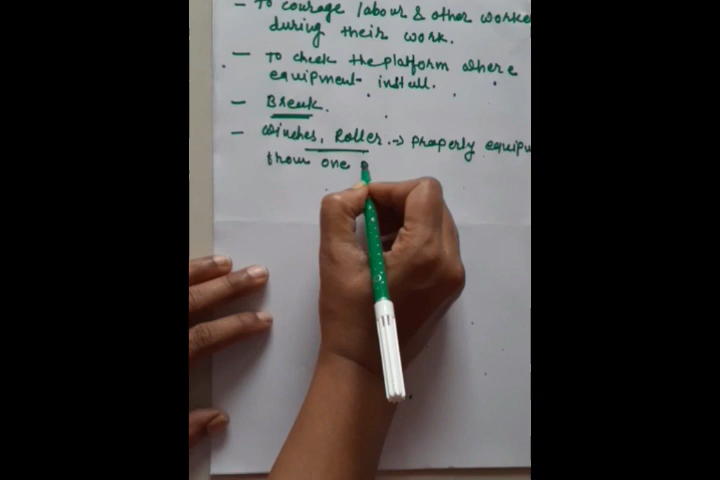 - To courage labour & other worke
during their work.
- To check the platform where
equipment install.
- Break.
- Winches, Roller.-> properly equipu
them one